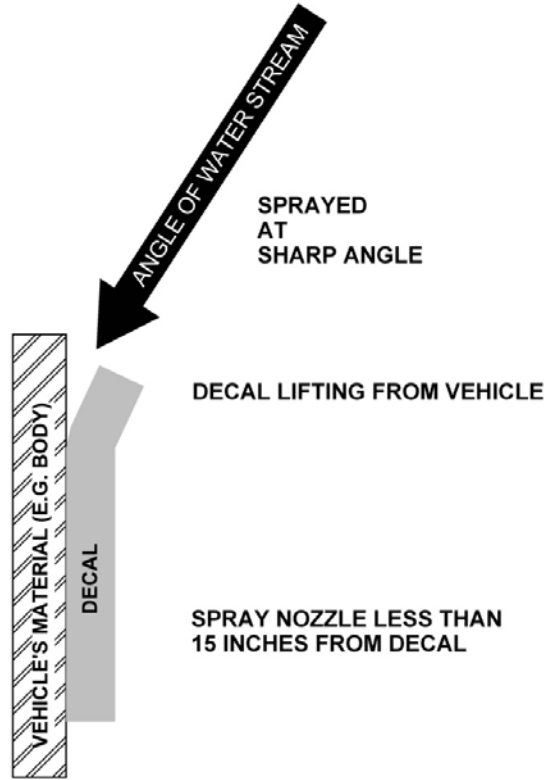 ANGLE OF WATER STREAM
SPRAYED
AT
SHARP ANGLE
DECAL LIFTING FROM VEHICLE
VEHICLE'S MATERIAL (E.G. BODY)
DECAL
SPRAY NOZZLE LESS THAN
15 INCHES FROM DECAL